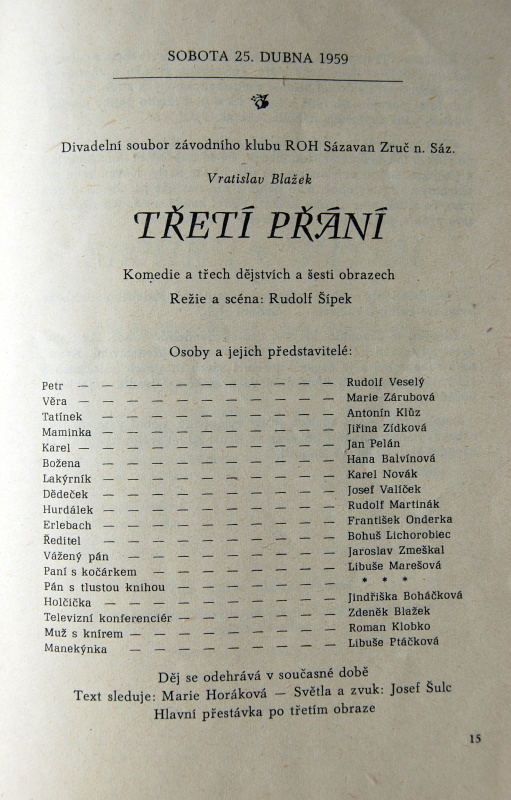 SOBOTA 25. DUBNA 1959
Divadelní soubor závodního klubu ROH Sázavan Zruč n. Sáz.
Vratislav Blažek
TŘETÍ PŘÁNÍ
Komedie a třech dějstvích a šesti obrazech
Režie a scéna: Rudolf Šípek
Osoby a jejich představitelé:
Petr — — — — — — — — — — — Rudolf Veselý
Věra — — — — — — — — — — — Marie Zárubová
Tatínek — — — — — — — — — — Antonín Klůz
Maminka — — — — — — — — — — Jiřina Zídková
Karel — — — — — — — — — — — Jan Pelán
Božena — — — — — — — — — — Hana Balvínová
Lakýrník — — — — — — — — — — Karel Novák
Dědeček — — — — — — — — — — Josef Valíček
Hurdálek — — — — — — — — — — Rudolf Martinák
Erlebach — — — — — — — — — — František Onderka
Ředitel — — — — — — — — — — Bohuš Lichorobiec
Vážený pán — — — — — — — — — Jaroslav Zmeškal
Paní s kočárkem — — — — — — — — Libuše Marešová
Pán s tlustou knihou — — — — — — — * * *
Holčička — — — — — — — — — — Jindřiška Boháčková
Televizní konferenciér — — — — — — — Zdeněk Blažek
Muž s knírem — — — — — — — — — Roman Klobko
Manekýnka — — — — — — — — — Libuše Ptáčková
Děj se odehrává v současné době
Text sleduje: Marie Horáková — Světla a zvuk: Josef Šulc
Hlavní přestávka po třetím obraze
15